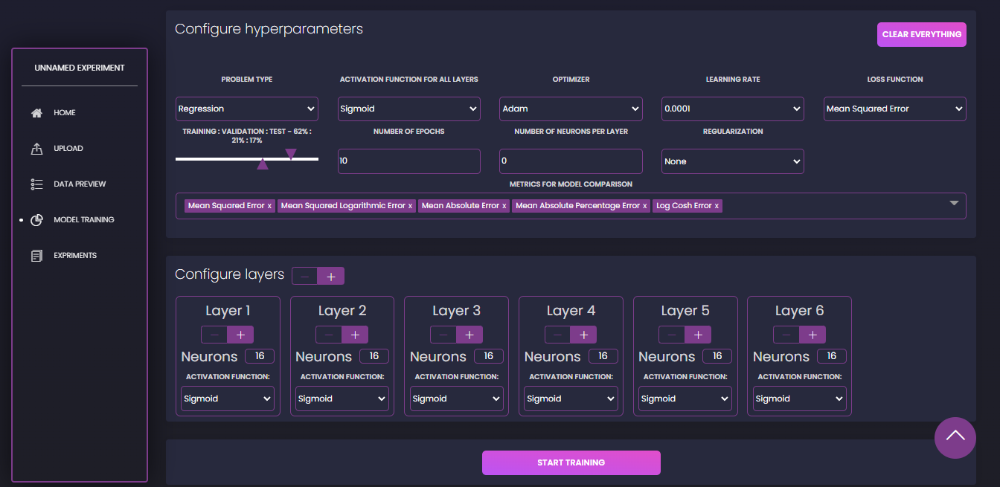 UNNAMED EXPERIMENT
HOME
UPLOAD
DATA PREVIEW
MODEL TRAINING
EXPRIMENTS
Configure hyperparameters
CLEAR EVERYTHING
PROBLEM TYPE
Regression
ACTIVATION FUNCTION FOR ALL LAYERS
Sigmoid
OPTIMIZER
Adam
LEARNING RATE
0.0001
LOSS FUNCTION
Mean Squared Error
TRAINING : VALIDATION : TEST - 62% :
21% : 17%
NUMBER OF EPOCHS
10
NUMBER OF NEURONS PER LAYER
0
REGULARIZATION
None
METRICS FOR MODEL COMPARISON
Mean Squared Error x Mean Squared Logarithmic Error x Mean Absolute Error x Mean Absolute Percentage Error x Log Cosh Error x
Configure layers − +
Layer 1
− +
Neurons 16
ACTIVATION FUNCTION:
Sigmoid
Layer 2
− +
Neurons 16
ACTIVATION FUNCTION:
Sigmoid
Layer 3
− +
Neurons 16
ACTIVATION FUNCTION:
Sigmoid
Layer 4
− +
Neurons 16
ACTIVATION FUNCTION:
Sigmoid
Layer 5
− +
Neurons 16
ACTIVATION FUNCTION:
Sigmoid
Layer 6
− +
Neurons 16
ACTIVATION FUNCTION:
Sigmoid
START TRAINING